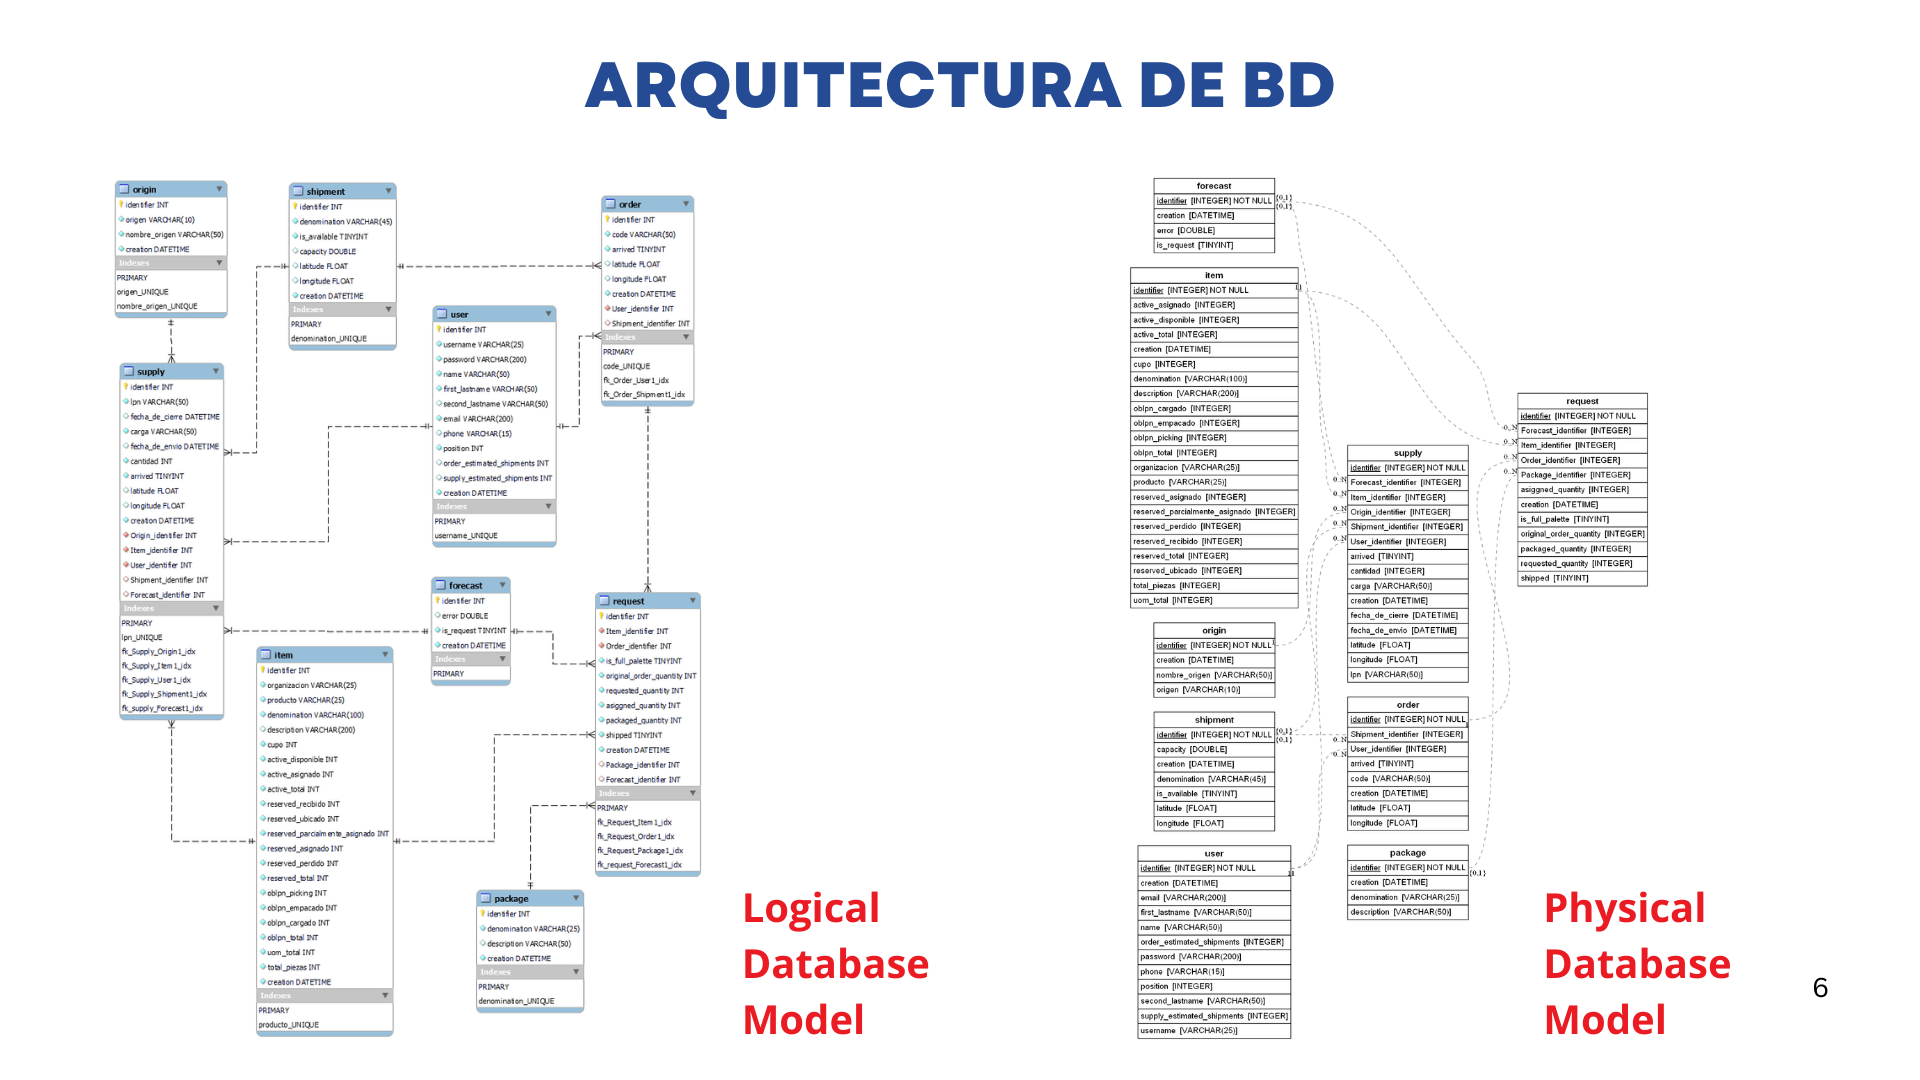 ARQUITECTURA DE BD
origin
identifier INT
origen VARCHAR(10)
nombre_origen VARCHAR(50)
creation DATETIME
Indexes
PRIMARY
origen_UNIQUE
nombre_origen_UNIQUE
shipment
identifier INT
denomination VARCHAR(45)
is_available TINYINT
capacity DOUBLE
latitude FLOAT
longitude FLOAT
creation DATETIME
Indexes
PRIMARY
denomination_UNIQUE
order
identifier INT
code VARCHAR(50)
arrived TINYINT
latitude FLOAT
longitude FLOAT
creation DATETIME
User_identifier INT
Shipment_identifier INT
Indexes
PRIMARY
code_UNIQUE
fk_Order_User1_idx
fk_Order_Shipment1_idx
user
identifier INT
username VARCHAR(25)
password VARCHAR(200)
name VARCHAR(50)
first_lastname VARCHAR(50)
second_lastname VARCHAR(50)
email VARCHAR(200)
phone VARCHAR(15)
position INT
order_estimated_shipments INT
supply_estimated_shipments INT
creation DATETIME
Indexes
PRIMARY
username_UNIQUE
supply
identifier INT
lpn VARCHAR(50)
fecha_de_cierre DATETIME
carga VARCHAR(50)
fecha_de_envio DATETIME
cantidad INT
arrived TINYINT
latitude FLOAT
longitude FLOAT
creation DATETIME
Origin_identifier INT
Item_identifier INT
User_identifier INT
Shipment_identifier INT
Forecast_identifier INT
Indexes
PRIMARY
lpn_UNIQUE
fk_Supply_Origin1_idx
fk_Supply_Item1_idx
fk_Supply_User1_idx
fk_Supply_Shipment1_idx
fk_supply_Forecast1_idx
forecast
identifier INT
error DOUBLE
is_request TINYINT
creation DATETIME
Indexes
PRIMARY
request
identifier INT
Item_identifier INT
Order_identifier INT
is_full_palette TINYINT
original_order_quantity INT
requested_quantity INT
asiggned_quantity INT
packaged_quantity INT
shipped TINYINT
creation DATETIME
Package_identifier INT
Forecast_identifier INT
Indexes
PRIMARY
fk_Request_Item1_idx
fk_Request_Order1_idx
fk_Request_Package1_idx
fk_request_Forecast1_idx
item
identifier INT
organizacion VARCHAR(25)
producto VARCHAR(25)
denomination VARCHAR(100)
description VARCHAR(200)
cupo INT
active_disponible INT
active_asignado INT
active_total INT
reserved_recibido INT
reserved_ubicado INT
reserved_parcialmente_asignado INT
reserved_asignado INT
reserved_perdido INT
reserved_total INT
oblpn_picking INT
oblpn_empacado INT
oblpn_cargado INT
oblpn_total INT
uom_total INT
total_piezas INT
creation DATETIME
Indexes
PRIMARY
producto_UNIQUE
package
identifier INT
denomination VARCHAR(25)
description VARCHAR(50)
creation DATETIME
Indexes
PRIMARY
denomination_UNIQUE
Logical
Database
Model
forecast
identifier [INTEGER] NOT NULL
creation [DATETIME]
error [DOUBLE]
is_request [TINYINT]
{0,1}
{0,1}
item
identifier [INTEGER] NOT NULL
active_asignado [INTEGER]
active_disponible [INTEGER]
active_total [INTEGER]
creation [DATETIME]
cupo [INTEGER]
denomination [VARCHAR(100)]
description [VARCHAR(200)]
oblpn_cargado [INTEGER]
oblpn_empacado [INTEGER]
oblpn_picking [INTEGER]
oblpn_total [INTEGER]
organizacion [VARCHAR(25)]
producto [VARCHAR(25)]
reserved_asignado [INTEGER]
reserved_parcialmente_asignado [INTEGER]
reserved_perdido [INTEGER]
reserved_recibido [INTEGER]
reserved_total [INTEGER]
reserved_ubicado [INTEGER]
total_piezas [INTEGER]
uom_total [INTEGER]
origin
identifier [INTEGER] NOT NULL
creation [DATETIME]
nombre_origen [VARCHAR(50)]
origen [VARCHAR(10)]
shipment
identifier [INTEGER] NOT NULL
capacity [DOUBLE]
creation [DATETIME]
denomination [VARCHAR(45)]
is_available [TINYINT]
latitude [FLOAT]
longitude [FLOAT]
{0,1}
{0,1}
user
identifier [INTEGER] NOT NULL
creation [DATETIME]
email [VARCHAR(200)]
first_lastname [VARCHAR(50)]
name [VARCHAR(50)]
order_estimated_shipments [INTEGER]
password [VARCHAR(200)]
phone [VARCHAR(15)]
position [INTEGER]
second_lastname [VARCHAR(50)]
supply_estimated_shipments [INTEGER]
username [VARCHAR(25)]
supply
identifier [INTEGER] NOT NULL
Forecast_identifier [INTEGER]
Item_identifier [INTEGER]
Origin_identifier [INTEGER]
Shipment_identifier [INTEGER]
User_identifier [INTEGER]
arrived [TINYINT]
cantidad [INTEGER]
carga [VARCHAR(50)]
creation [DATETIME]
fecha_de_cierre [DATETIME]
fecha_de_envio [DATETIME]
latitude [FLOAT]
longitude [FLOAT]
lpn [VARCHAR(50)]
0..N
0..N
0..N
0..N
0..N
order
identifier [INTEGER] NOT NULL
Shipment_identifier [INTEGER]
User_identifier [INTEGER]
arrived [TINYINT]
code [VARCHAR(50)]
creation [DATETIME]
latitude [FLOAT]
longitude [FLOAT]
0..N
0..N
package
identifier [INTEGER] NOT NULL
creation [DATETIME]
denomination [VARCHAR(25)]
description [VARCHAR(50)]
{0,1}
request
identifier [INTEGER] NOT NULL
Forecast_identifier [INTEGER]
Item_identifier [INTEGER]
Order_identifier [INTEGER]
Package_identifier [INTEGER]
asiggned_quantity [INTEGER]
creation [DATETIME]
is_full_palette [TINYINT]
original_order_quantity [INTEGER]
packaged_quantity [INTEGER]
requested_quantity [INTEGER]
shipped [TINYINT]
0..N
0..N
0..N
0..N
Physical
Database
Model
6